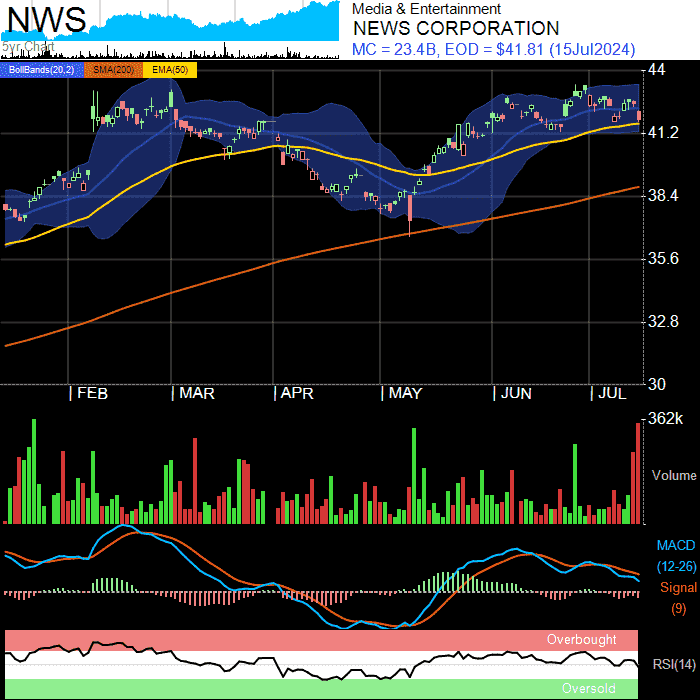 NWS
5yr Chart
Media & Entertainment
NEWS CORPORATION
MC = 23.4B, EOD = $41.81 (15Jul2024)
BollBands(20,2) SMA(200) EMA(50)
44
41.2
38.4
35.6
32.8
30
FEB MAR APR MAY JUN JUL
362k
Volume
MACD
(12-26)
Signal
(9)
Overbought
RSI(14)
Oversold